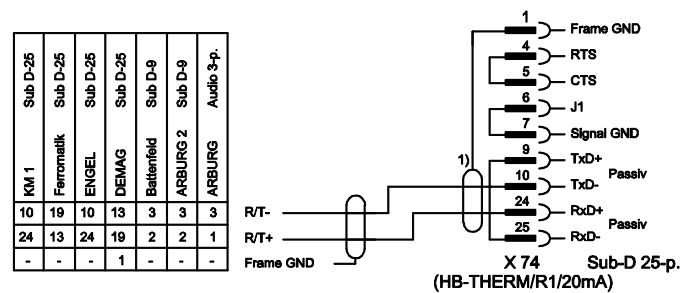 KM 1 Sub D-25
Ferromatik Sub D-25
ENGEL Sub D-25
DEMAG Sub D-25
Battenfeld Sub D-9
ARBURG 2 Sub D-9
ARBURG Audio 3-p.
10 19 10 13 3 3 3 R/T-
24 13 24 19 2 2 1 R/T+
- - - 1 - - - Frame GND
1)
1 Frame GND
4 RTS
5 CTS
6 J1
7 Signal GND
9 TxD+
Passiv
10 TxD-
24 RxD+
Passiv
25 RxD-
X 74 Sub-D 25-p.
(HB-THERM/R1/20mA)